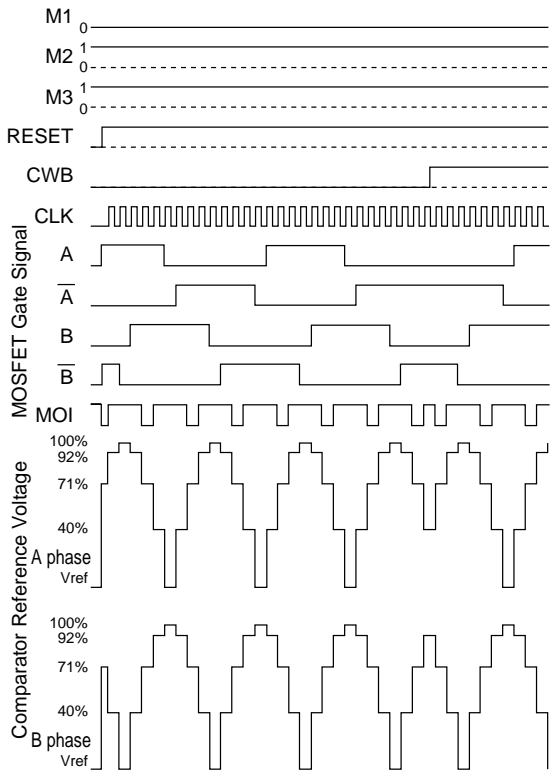 M1 0
M2 1
0
M3 1
0
RESET
CWB
CLK
MOSFET Gate Signal
A
A
B
B
MOI
Comparator Reference Voltage
100%
92%
71%
40%
A phase
Vref
100%
92%
71%
40%
B phase
Vref